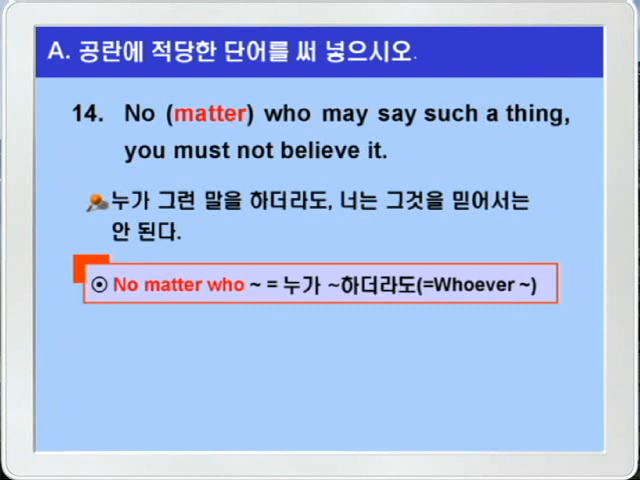 A. 공란에 적당한 단어를 써 넣으시오.
14. No (matter) who may say such a thing,
you must not believe it.
누가 그런 말을 하더라도, 너는 그것을 믿어서는
안 된다.
⊙ No matter who ~ = 누가 ~하더라도(=Whoever ~)